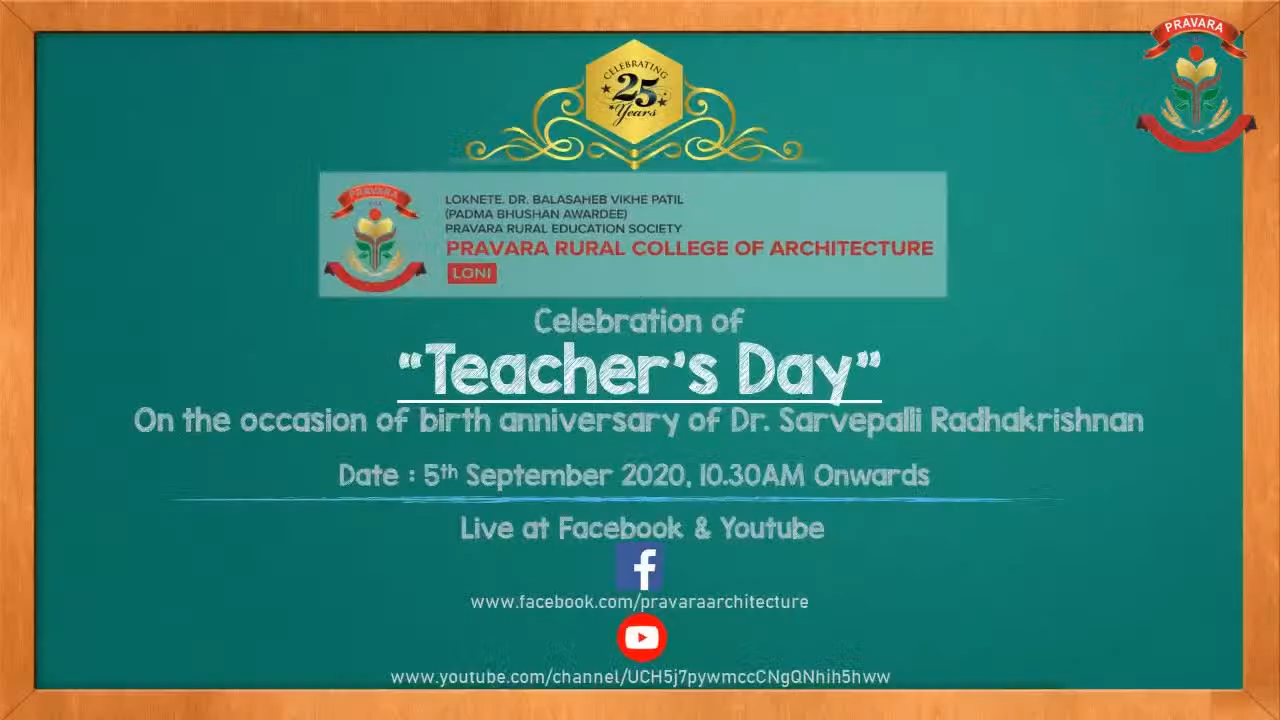 PRAVARA
CELEBRATING
25
Years
PRAVARA
LOKNETE. DR. BALASAHEB VIKHE PATIL
(PADMA BHUSHAN AWARDEE)
PRAVARA RURAL EDUCATION SOCIETY
PRAVARA RURAL COLLEGE OF ARCHITECTURE
LONI
Celebration of
"Teacher's Day"
On the occasion of birth anniversary of Dr. Sarvepalli Radhakrishnan
Date : 5th September 2020, 10.30AM Onwards
Live at Facebook & Youtube
f
www.facebook.com/pravaraarchitecture
www.youtube.com/channel/UCH5j7pywmccCNgQNhih5hww